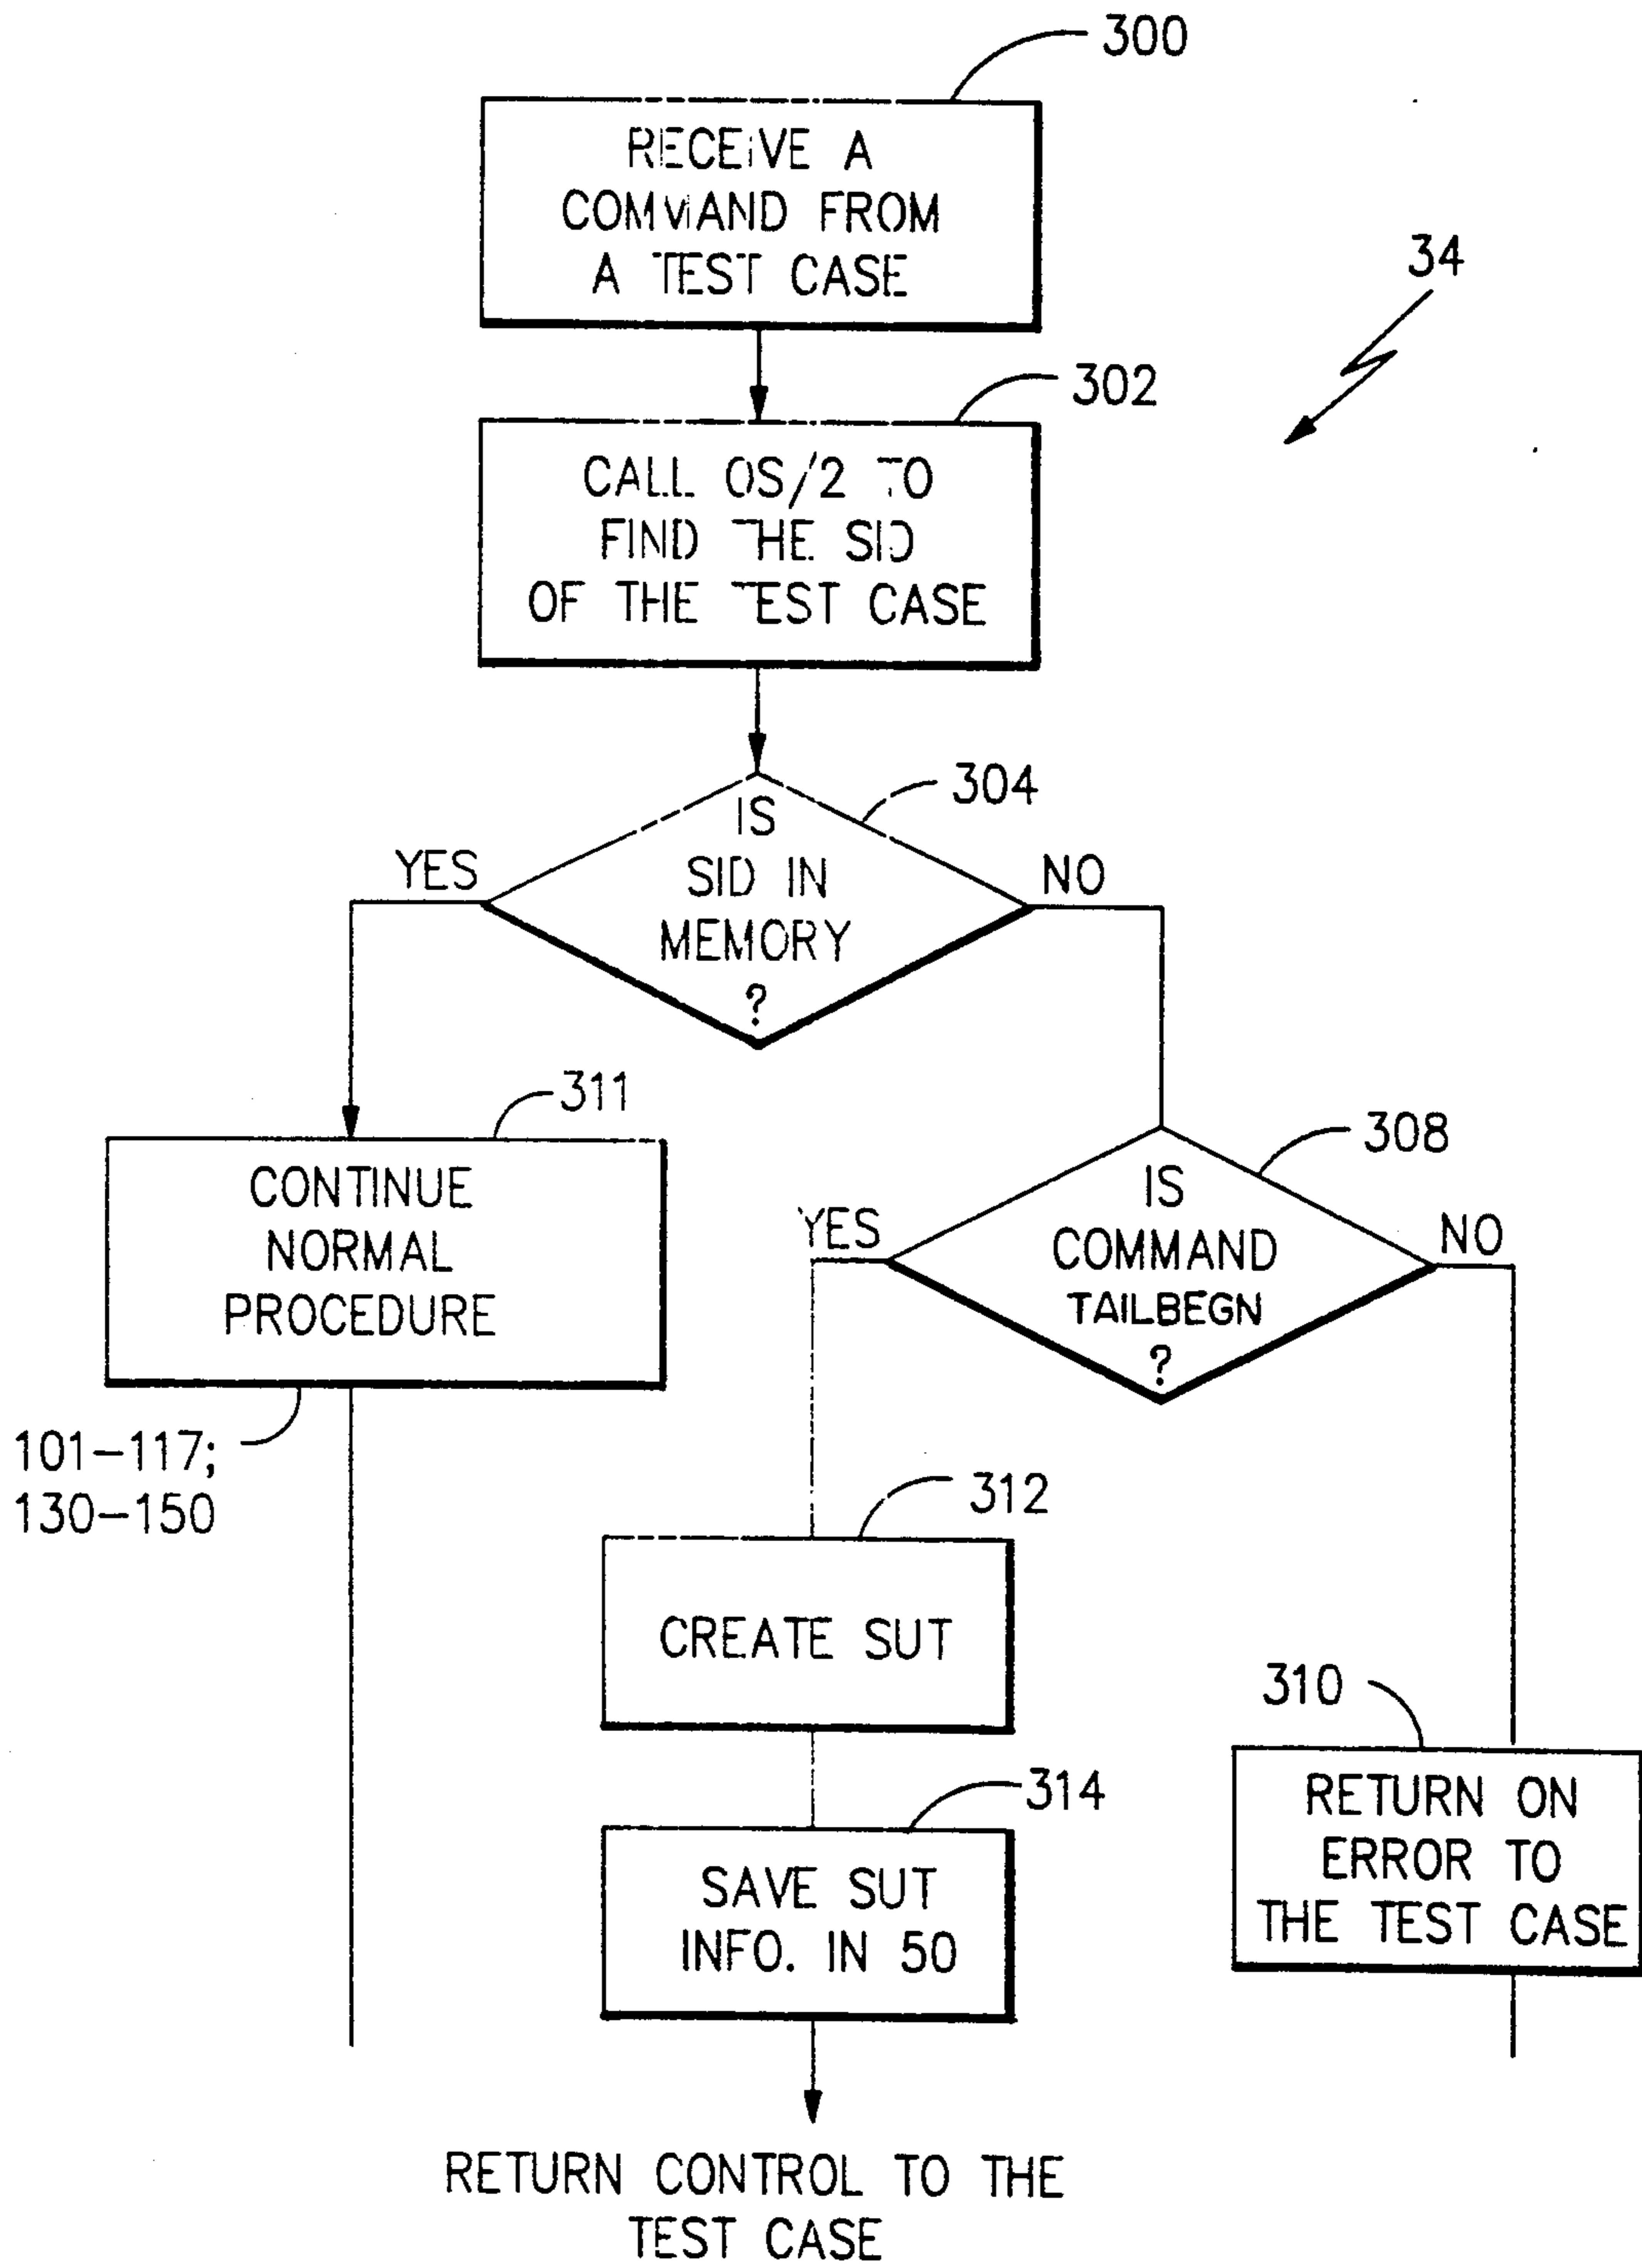 300
RECEIVE A
COMMAND FROM
A TEST CASE
34
302
CALL OS/2 TO
FIND THE SID
OF THE TEST CASE
304
IS
SID IN
MEMORY
?
YES
NO
311
CONTINUE
NORMAL
PROCEDURE
101-117;
130-150
308
IS
COMMAND
TAILBEGN
?
YES
NO
312
CREATE SUT
310
RETURN ON
ERROR TO
THE TEST CASE
314
SAVE SUT
INFO. IN 50
RETURN CONTROL TO THE
TEST CASE